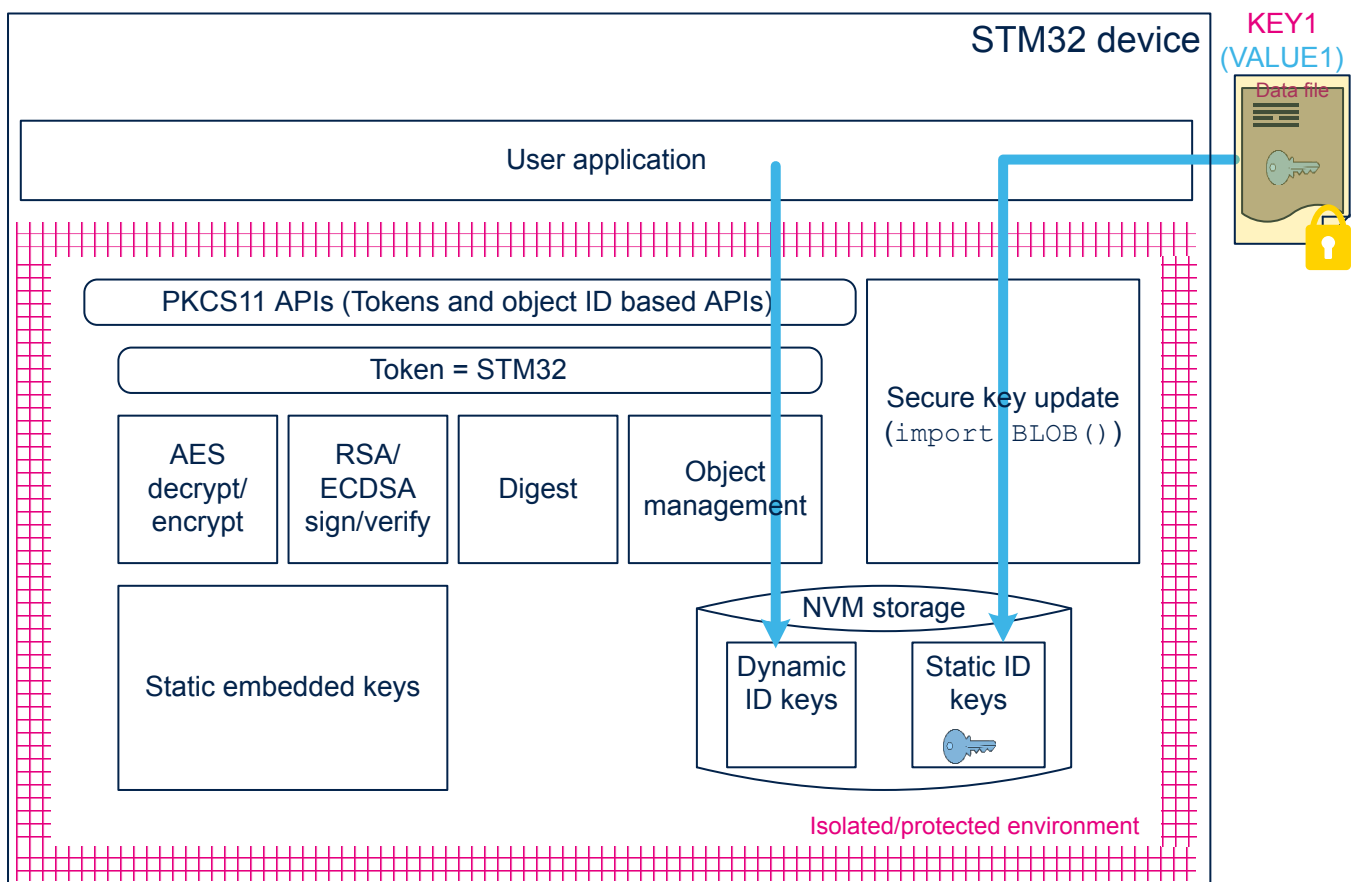 STM32 device
KEY1
(VALUE1)
Data file
User application
PKCS11 APIs (Tokens and object ID based APIs)
Token = STM32
AES
decrypt/
encrypt
RSA/
ECDSA
sign/verify
Digest
Object
management
Secure key update
(import BLOB())
Static embedded keys
NVM storage
Dynamic
ID keys
Static ID
keys
Isolated/protected environment